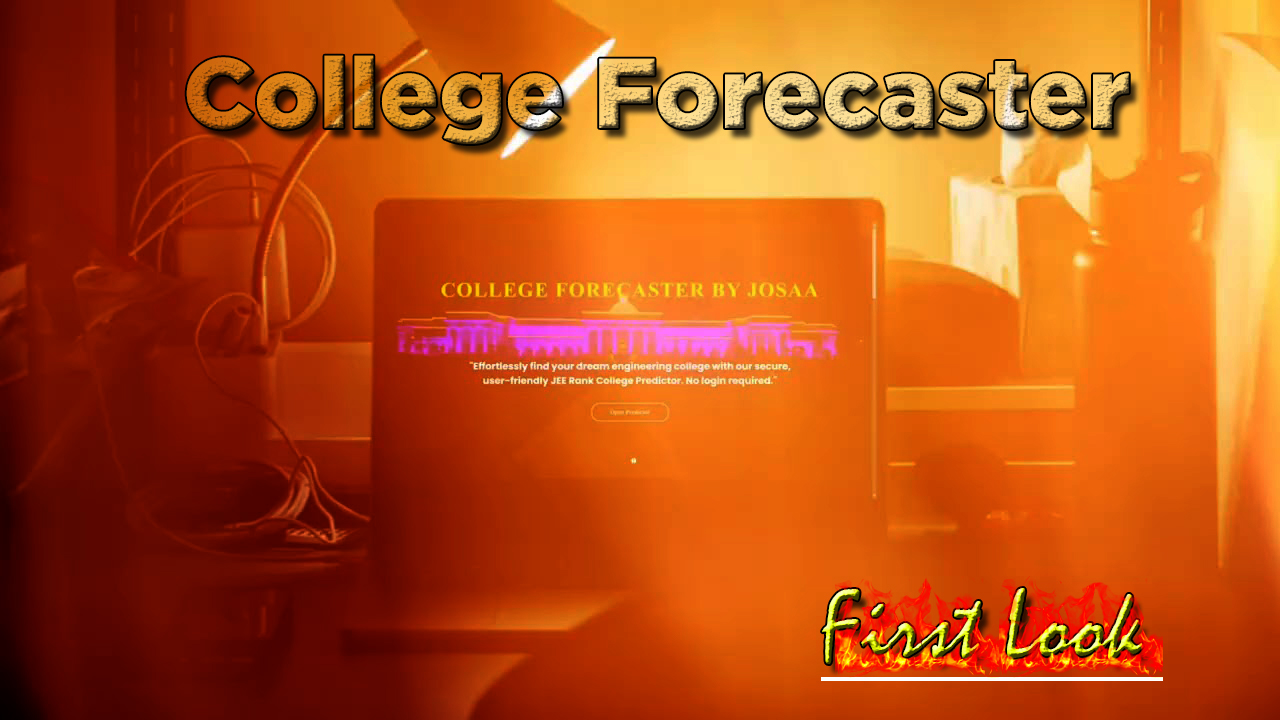 College Forecaster
COLLEGE FORECASTER BY JOSAA
"Effortlessly find your dream engineering college with our secure,
user-friendly JEE Rank College Predictor. No login required."
Open Predictor
First Look